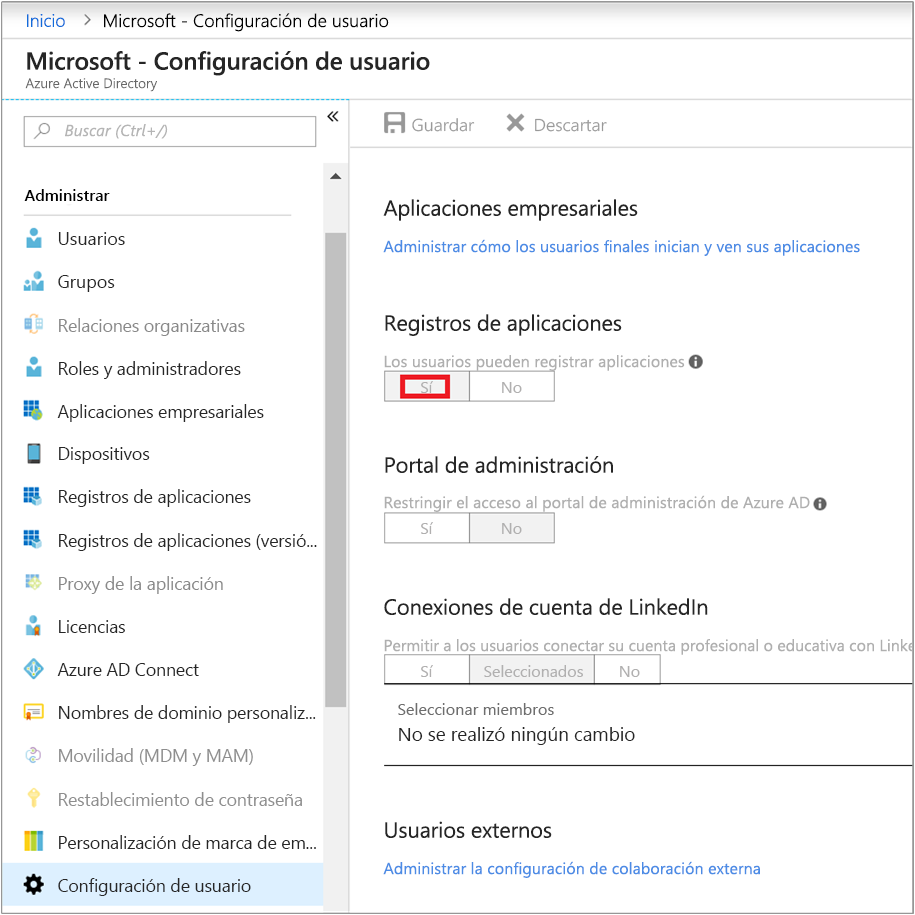 Inicio > Microsoft - Configuración de usuario
Microsoft - Configuración de usuario
Azure Active Directory
Buscar (Ctrl+/)
«
Administrar
Usuarios
Grupos
Relaciones organizativas
Roles y administradores
Aplicaciones empresariales
Dispositivos
Registros de aplicaciones
Registros de aplicaciones (versió...
Proxy de la aplicación
Licencias
Azure AD Connect
Nombres de dominio personaliz...
Movilidad (MDM y MAM)
Restablecimiento de contraseña
Personalización de marca de em...
Configuración de usuario
Guardar Descartar
Aplicaciones empresariales
Administrar cómo los usuarios finales inician y ven sus aplicaciones
Registros de aplicaciones
Los usuarios pueden registrar aplicaciones
Sí No
Portal de administración
Restringir el acceso al portal de administración de Azure AD
Sí No
Conexiones de cuenta de LinkedIn
Permitir a los usuarios conectar su cuenta profesional o educativa con Linke
Sí Seleccionados No
Seleccionar miembros
No se realizó ningún cambio
Usuarios externos
Administrar la configuración de colaboración externa